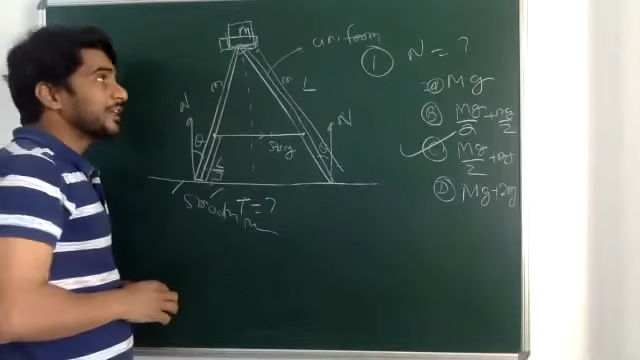 m
uniform
① N = ?
m
m
L
ⓐ Mg
N
N
Ⓑ Mg/2 + mg/2
θ
θ
string
Ⓒ Mg/2 + mg
Ⓓ Mg + 2mg
smooth
T = ?